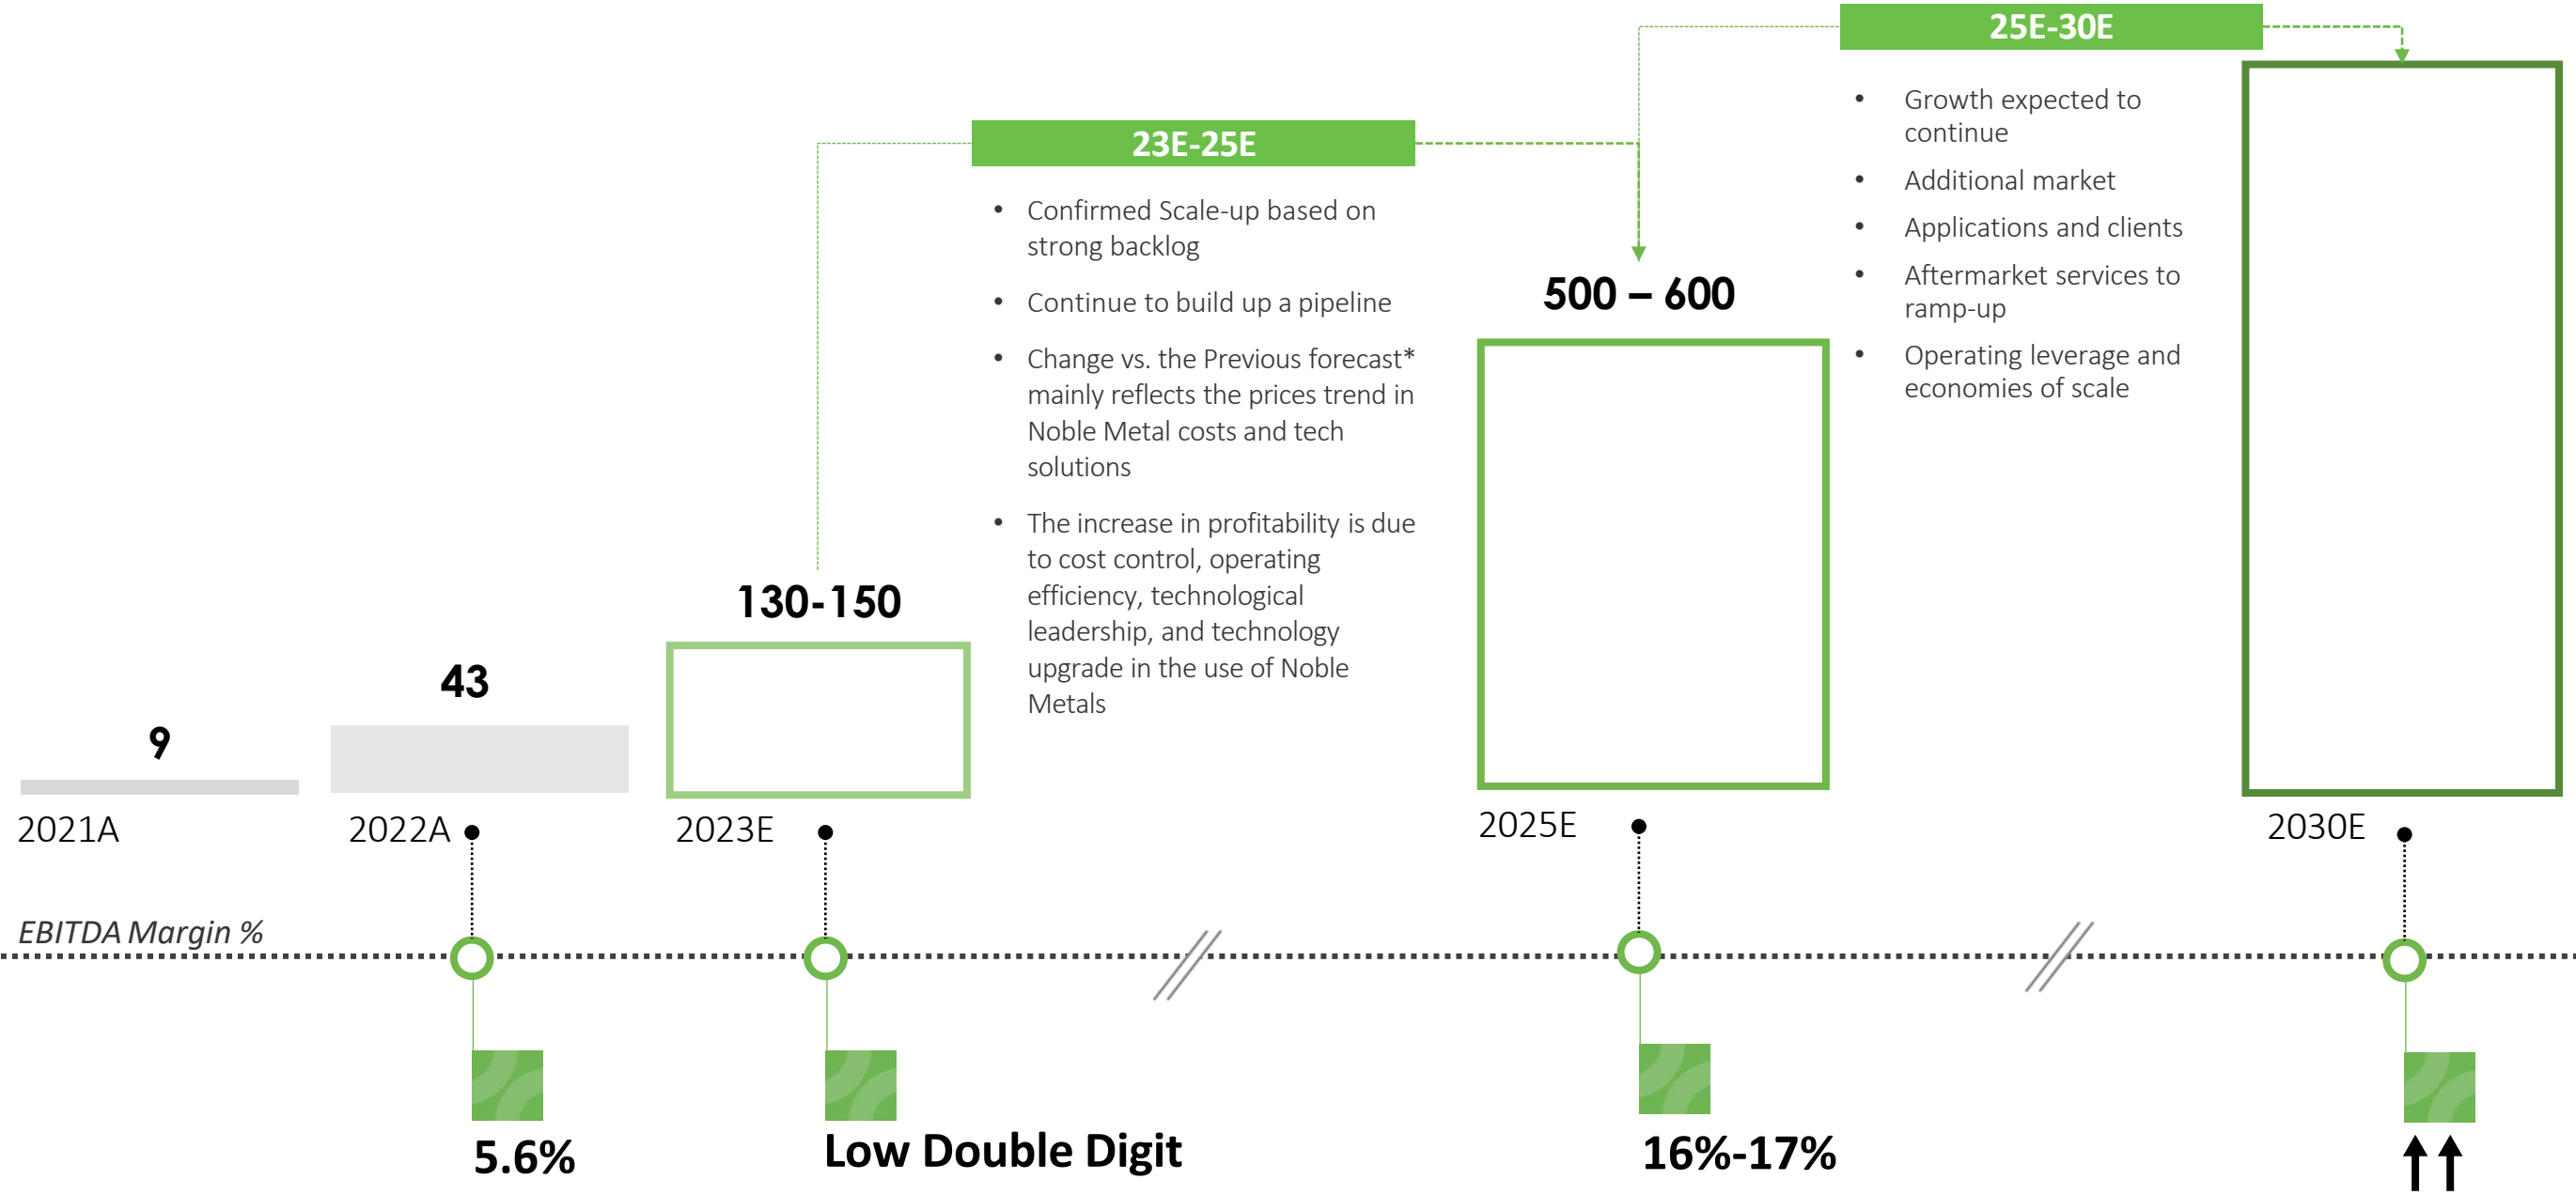 25E-30E
• Growth expected to
continue
• Additional market
• Applications and clients
• Aftermarket services to
ramp-up
• Operating leverage and
economies of scale
23E-25E
• Confirmed Scale-up based on
strong backlog
• Continue to build up a pipeline
• Change vs. the Previous forecast*
mainly reflects the prices trend in
Noble Metal costs and tech
solutions
• The increase in profitability is due
to cost control, operating
efficiency, technological
leadership, and technology
upgrade in the use of Noble
Metals
9
43
130-150
500 – 600
2021A
2022A
2023E
2025E
2030E
EBITDA Margin %
5.6%
Low Double Digit
16%-17%